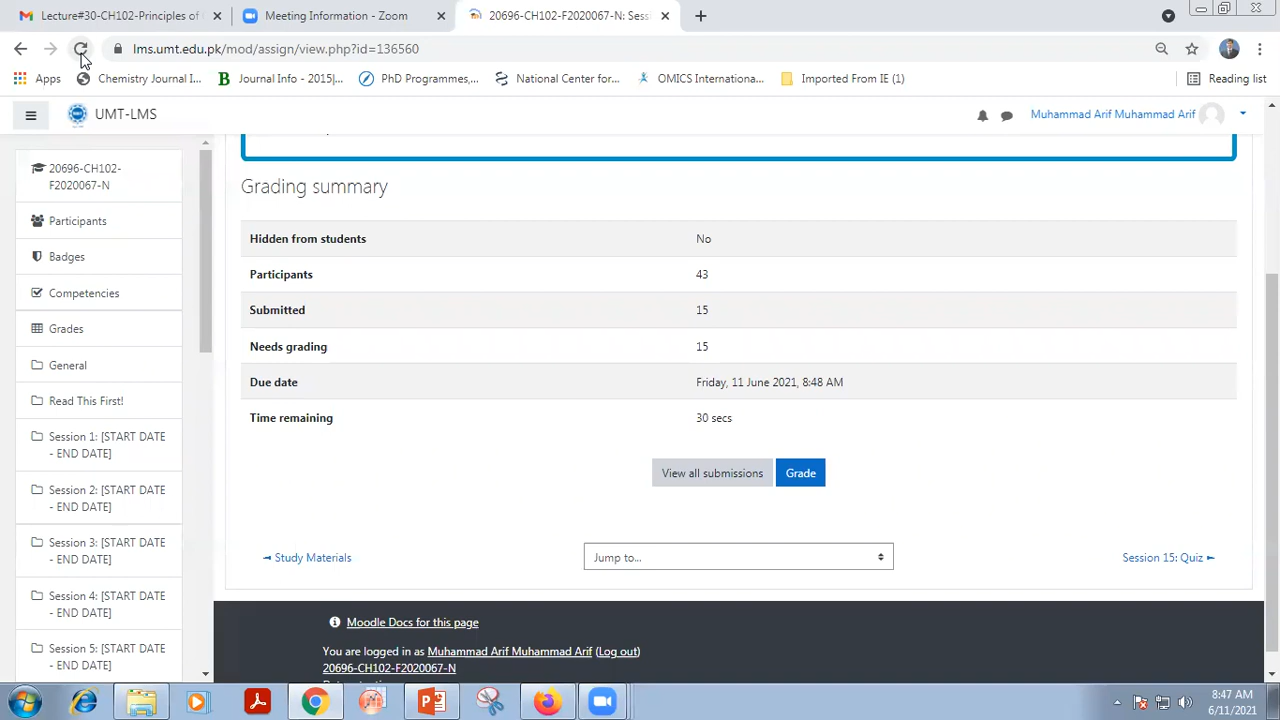 Lecture#30-CH102-Principles of
Meeting Information - Zoom
20696-CH102-F2020067-N: Sess
lms.umt.edu.pk/mod/assign/view.php?id=136560
Apps
Chemistry Journal I...
Journal Info - 2015|...
PhD Programmes,...
National Center for...
OMICS Internationa...
Imported From IE (1)
Reading list
UMT-LMS
Muhammad Arif Muhammad Arif
20696-CH102-
F2020067-N
Participants
Badges
Competencies
Grades
General
Read This First!
Session 1: [START DATE
- END DATE]
Session 2: [START DATE
- END DATE]
Session 3: [START DATE
- END DATE]
Session 4: [START DATE
- END DATE]
Session 5: [START DATE
- END DATE]
Grading summary
Hidden from students No
Participants 43
Submitted 15
Needs grading 15
Due date Friday, 11 June 2021, 8:48 AM
Time remaining 30 secs
View all submissions Grade
◄ Study Materials
Jump to...
Session 15: Quiz ►
Moodle Docs for this page
You are logged in as Muhammad Arif Muhammad Arif (Log out)
20696-CH102-F2020067-N
8:47 AM
6/11/2021